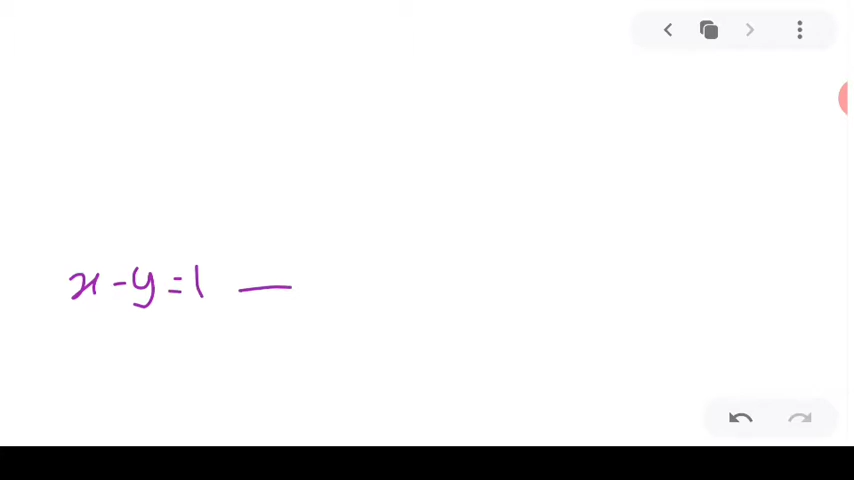 x - y = 1 —